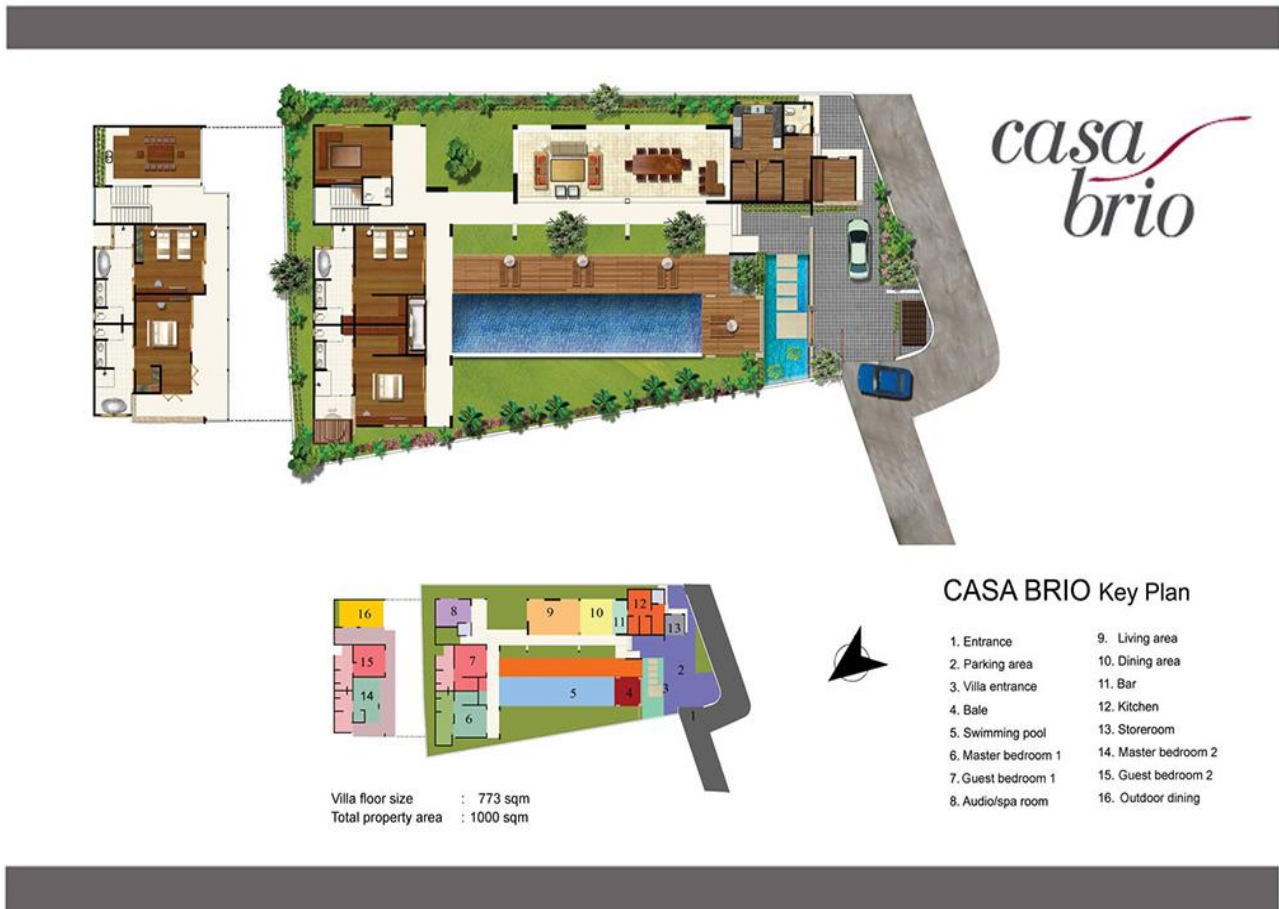 casa
brio
16
15
14
8
7
6
9
10
11
12
13
5
4
3
2
1
Villa floor size : 773 sqm
Total property area : 1000 sqm
CASA BRIO Key Plan
1. Entrance
2. Parking area
3. Villa entrance
4. Bale
5. Swimming pool
6. Master bedroom 1
7. Guest bedroom 1
8. Audio/spa room
9. Living area
10. Dining area
11. Bar
12. Kitchen
13. Storeroom
14. Master bedroom 2
15. Guest bedroom 2
16. Outdoor dining